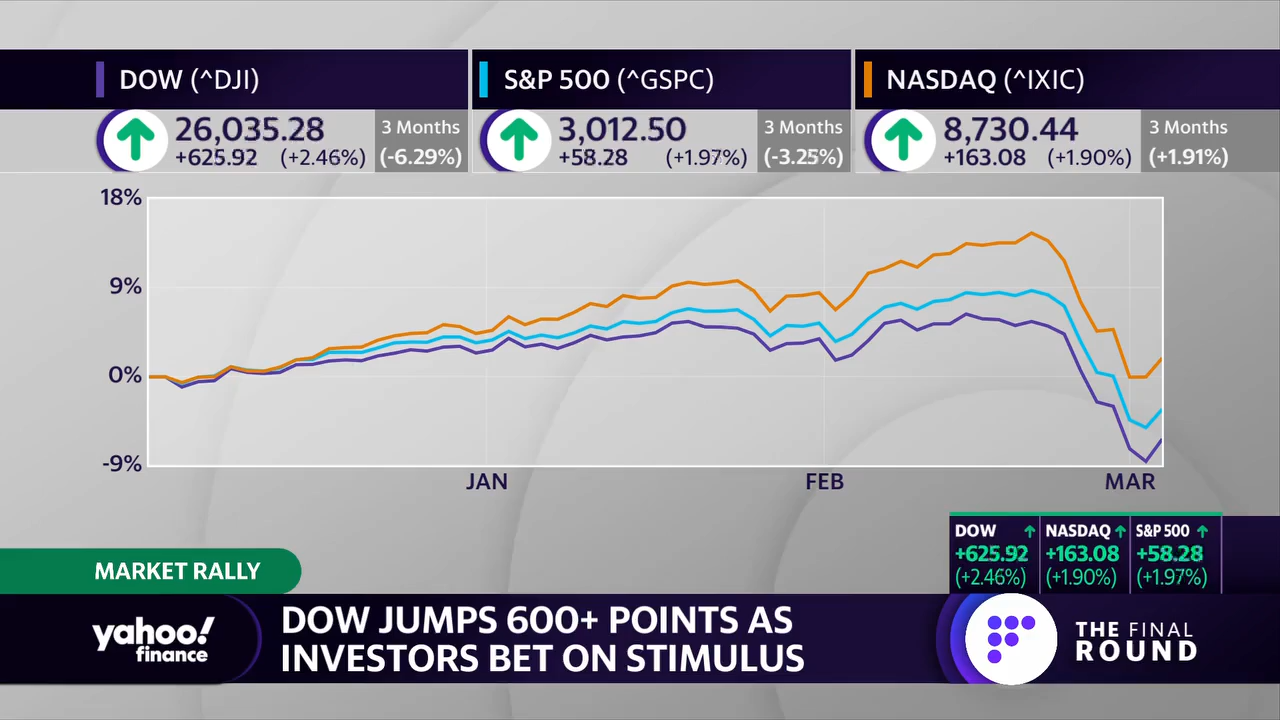 DOW (^DJI)
26,035.28
+625.92 (+2.46%)
3 Months
(-6.29%)
S&P 500 (^GSPC)
3,012.50
+58.28 (+1.97%)
3 Months
(-3.25%)
NASDAQ (^IXIC)
8,730.44
+163.08 (+1.90%)
3 Months
(+1.91%)
18%
9%
0%
-9%
JAN FEB MAR
DOW
+625.92
(+2.46%)
NASDAQ
+163.08
(+1.90%)
S&P 500
+58.28
(+1.97%)
MARKET RALLY
yahoo!
finance
DOW JUMPS 600+ POINTS AS
INVESTORS BET ON STIMULUS
THE FINAL
ROUND